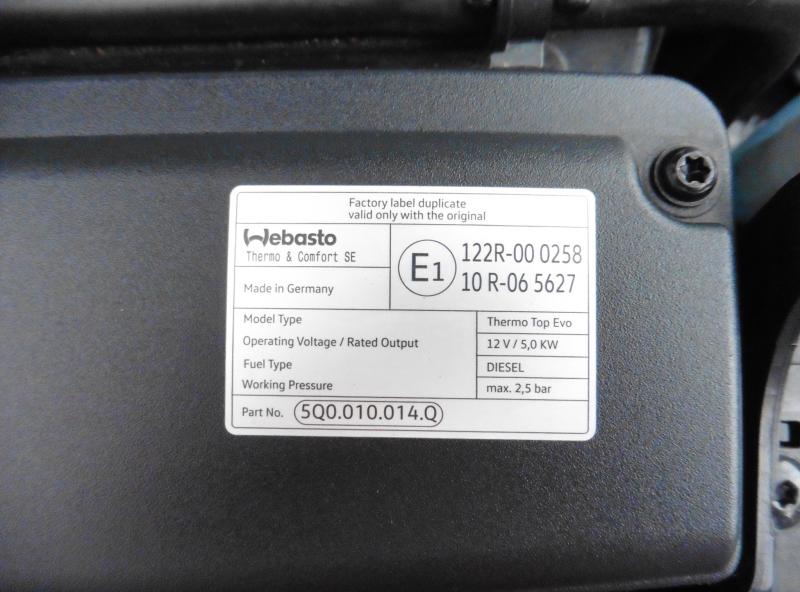 Factory label duplicate
valid only with the original
Webasto
Thermo & Comfort SE
Made in Germany
E1
122R-00 0258
10 R-06 5627
Model Type Thermo Top Evo
Operating Voltage / Rated Output 12 V / 5,0 KW
Fuel Type DIESEL
Working Pressure max. 2,5 bar
Part No. 5Q0.010.014.Q